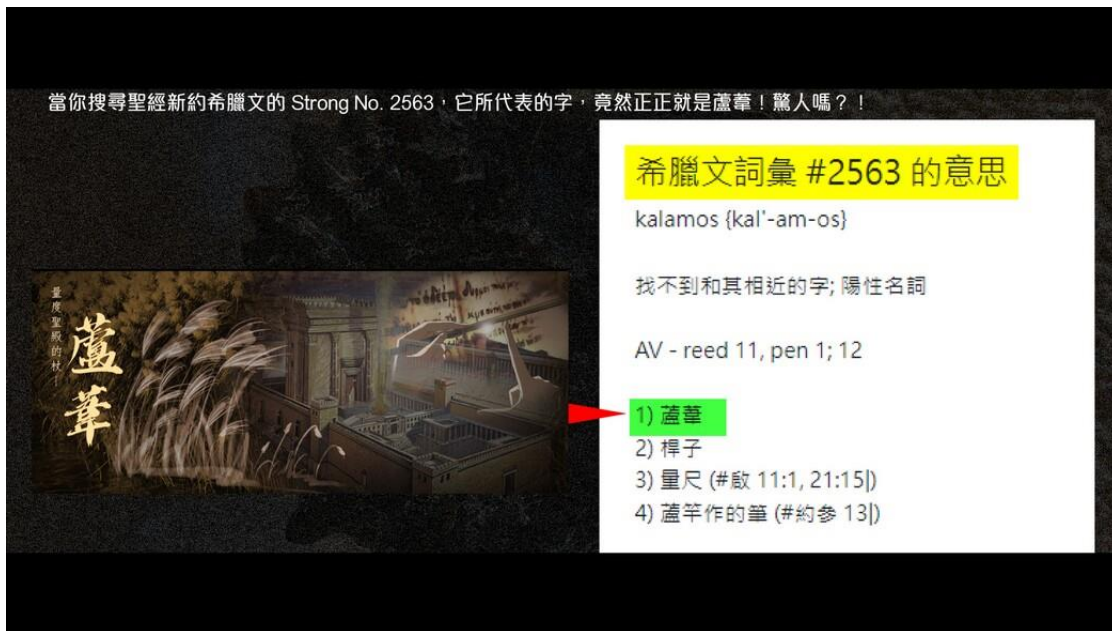 當你搜尋聖經新約希臘文的 Strong No. 2563，它所代表的字，竟然正正就是蘆葦！驚人嗎？！
希臘文詞彙 #2563 的意思
kalamos {kal'-am-os}
找不到和其相近的字; 陽性名詞
AV - reed 11, pen 1; 12
1) 蘆葦
2) 桿子
3) 量尺 (#啟 11:1, 21:15|)
4) 蘆竿作的筆 (#約参 13|)
量度聖殿的杖—
蘆葦